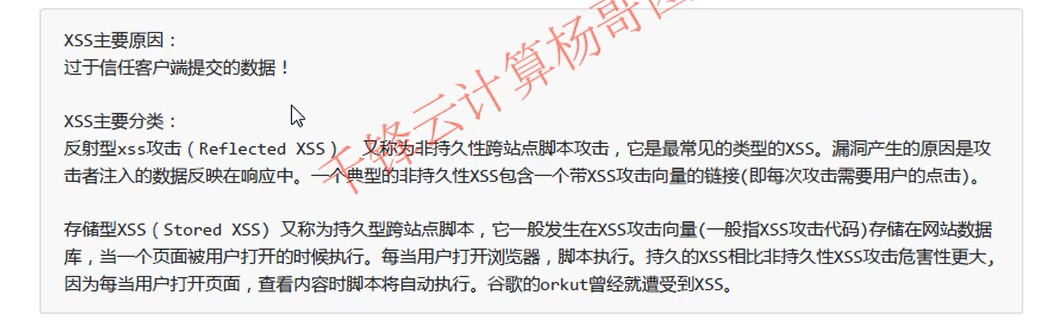 XSS主要原因：
过于信任客户端提交的数据！
XSS主要分类：
反射型xss攻击（Reflected XSS） 又称为非持久性跨站点脚本攻击，它是最常见的类型的XSS。漏洞产生的原因是攻
击者注入的数据反映在响应中。一个典型的非持久性XSS包含一个带XSS攻击向量的链接(即每次攻击需要用户的点击)。
存储型XSS（Stored XSS) 又称为持久型跨站点脚本，它一般发生在XSS攻击向量(一般指XSS攻击代码)存储在网站数据
库，当一个页面被用户打开的时候执行。每当用户打开浏览器，脚本执行。持久的XSS相比非持久性XSS攻击危害性更大,
因为每当用户打开页面，查看内容时脚本将自动执行。谷歌的orkut曾经就遭受到XSS。
千锋云计算杨哥